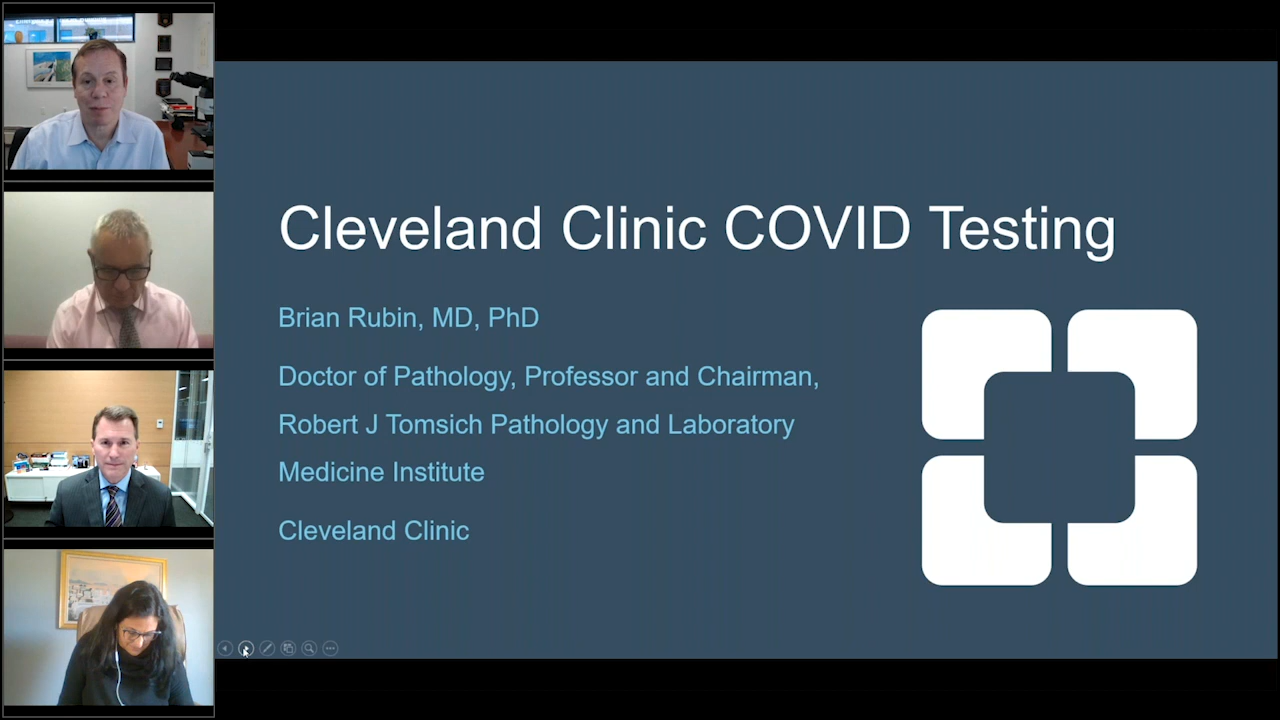 Cleveland Clinic COVID Testing
Brian Rubin, MD, PhD
Doctor of Pathology, Professor and Chairman,
Robert J Tomsich Pathology and Laboratory
Medicine Institute
Cleveland Clinic